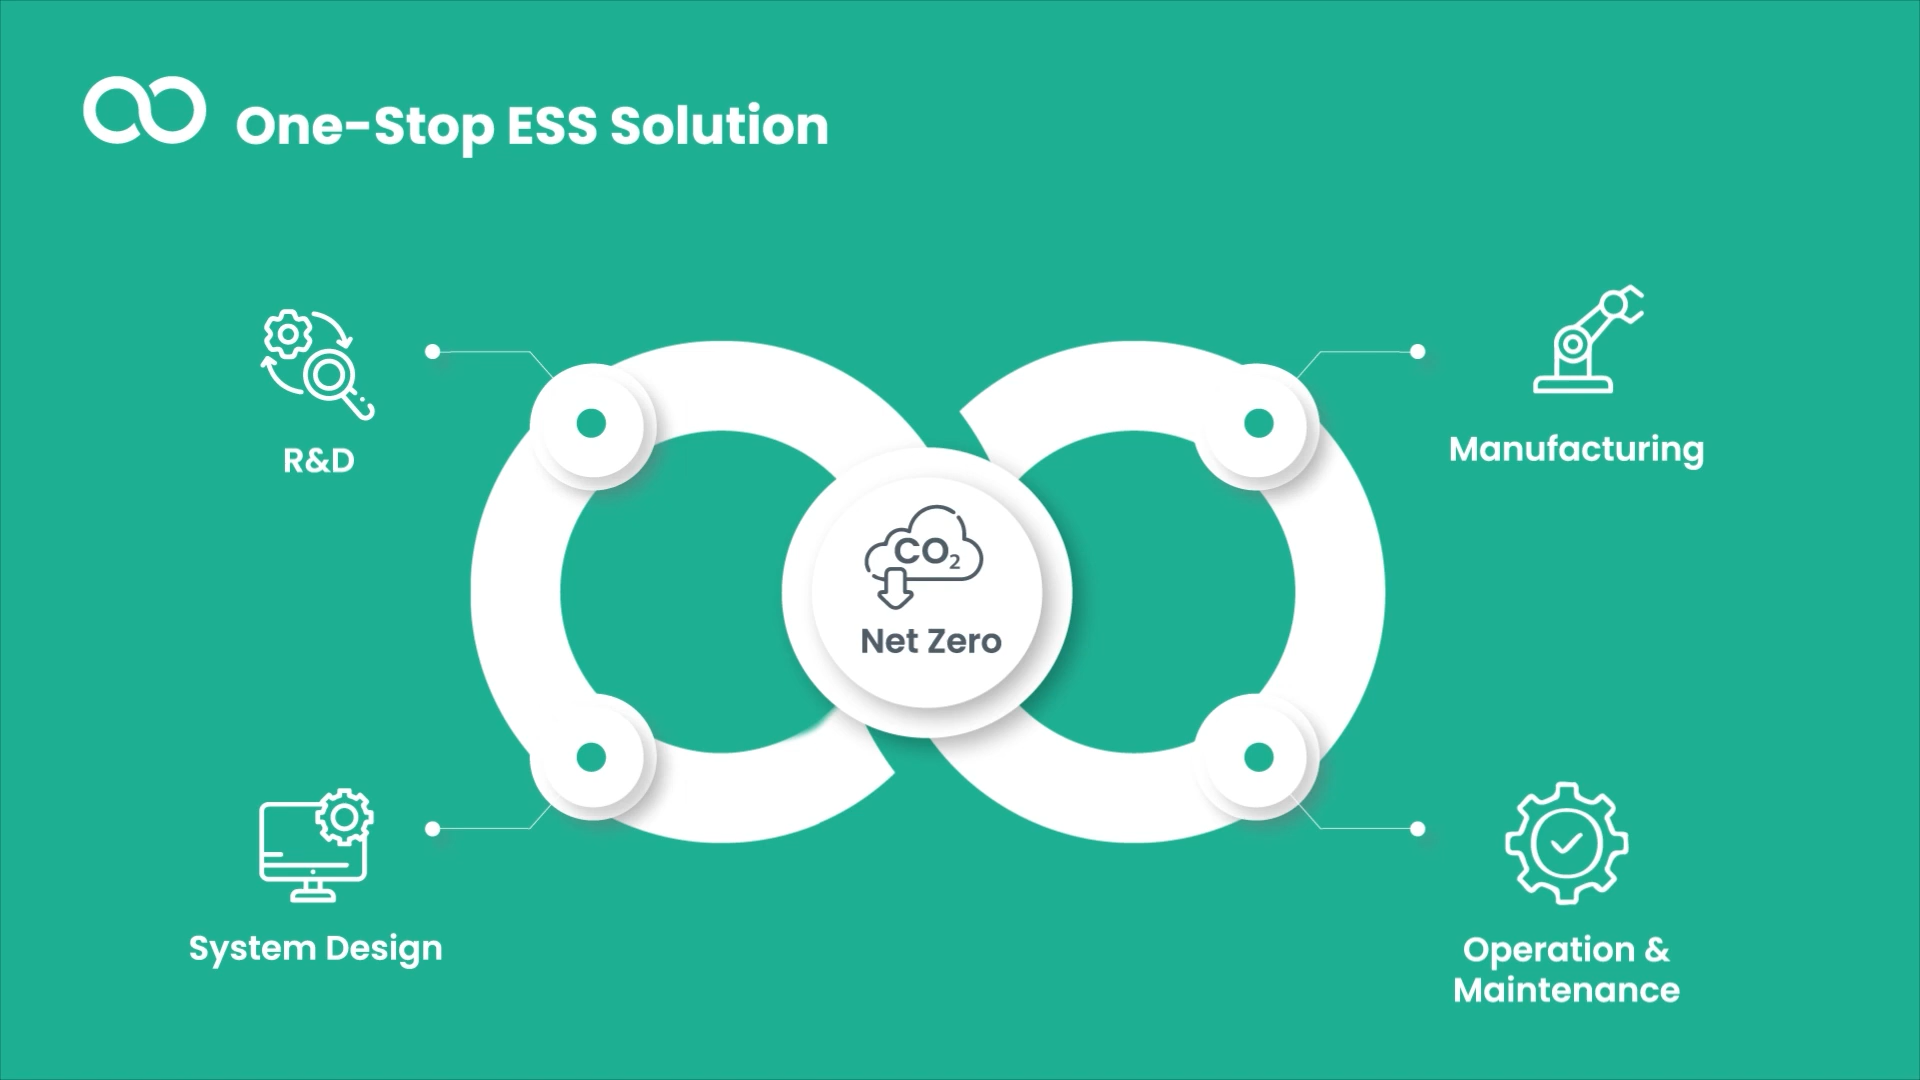 One-Stop ESS Solution
R&D
Manufacturing
CO₂
Net Zero
System Design
Operation &
Maintenance